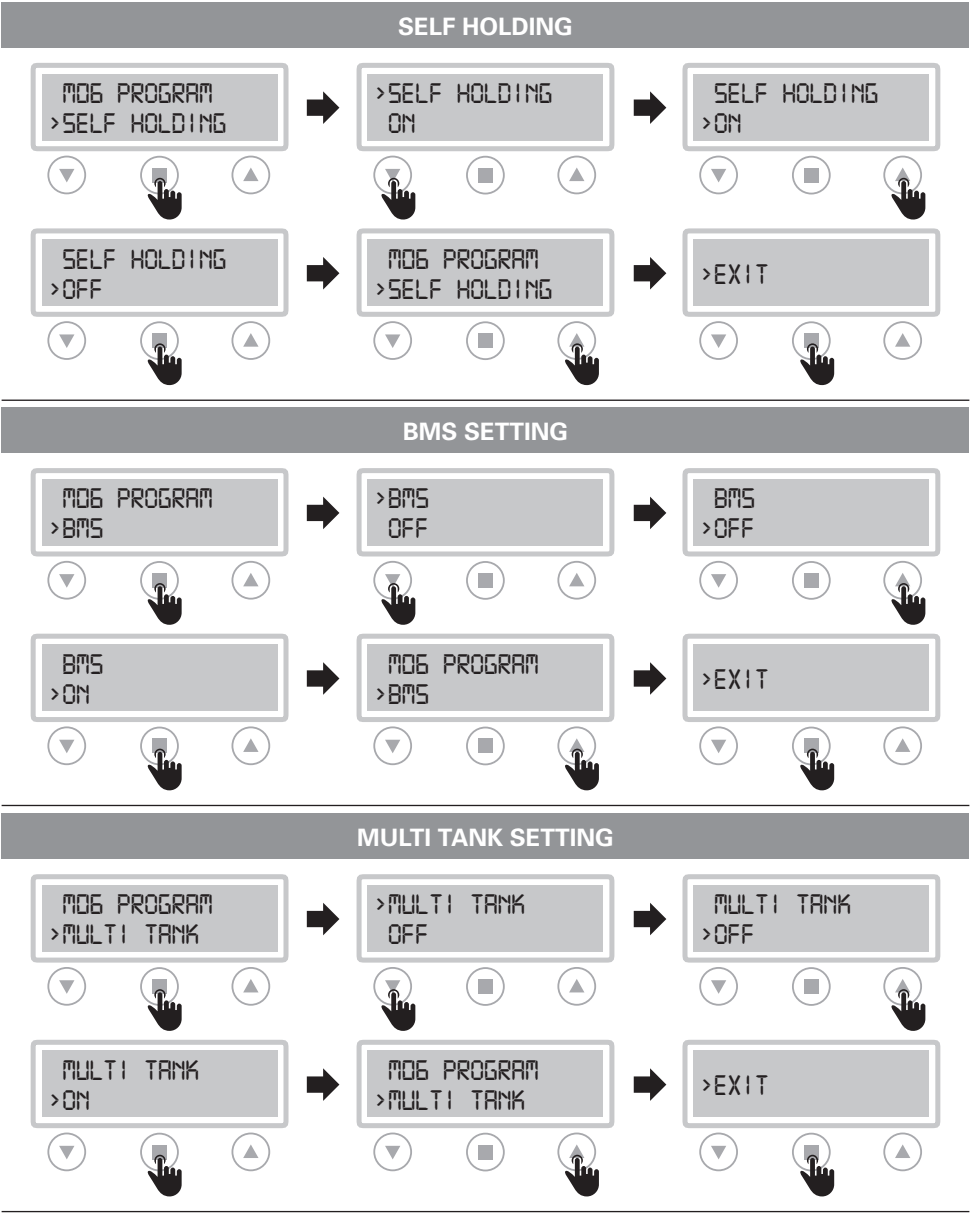 SELF HOLDING
M06 PROGRAM
>SELF HOLDING
>SELF HOLDING
ON
SELF HOLDING
>ON
SELF HOLDING
>OFF
M06 PROGRAM
>SELF HOLDING
>EXIT
BMS SETTING
M06 PROGRAM
>BMS
>BMS
OFF
BMS
>OFF
BMS
>ON
M06 PROGRAM
>BMS
>EXIT
MULTI TANK SETTING
M06 PROGRAM
>MULTI TANK
>MULTI TANK
OFF
MULTI TANK
>OFF
MULTI TANK
>ON
M06 PROGRAM
>MULTI TANK
>EXIT